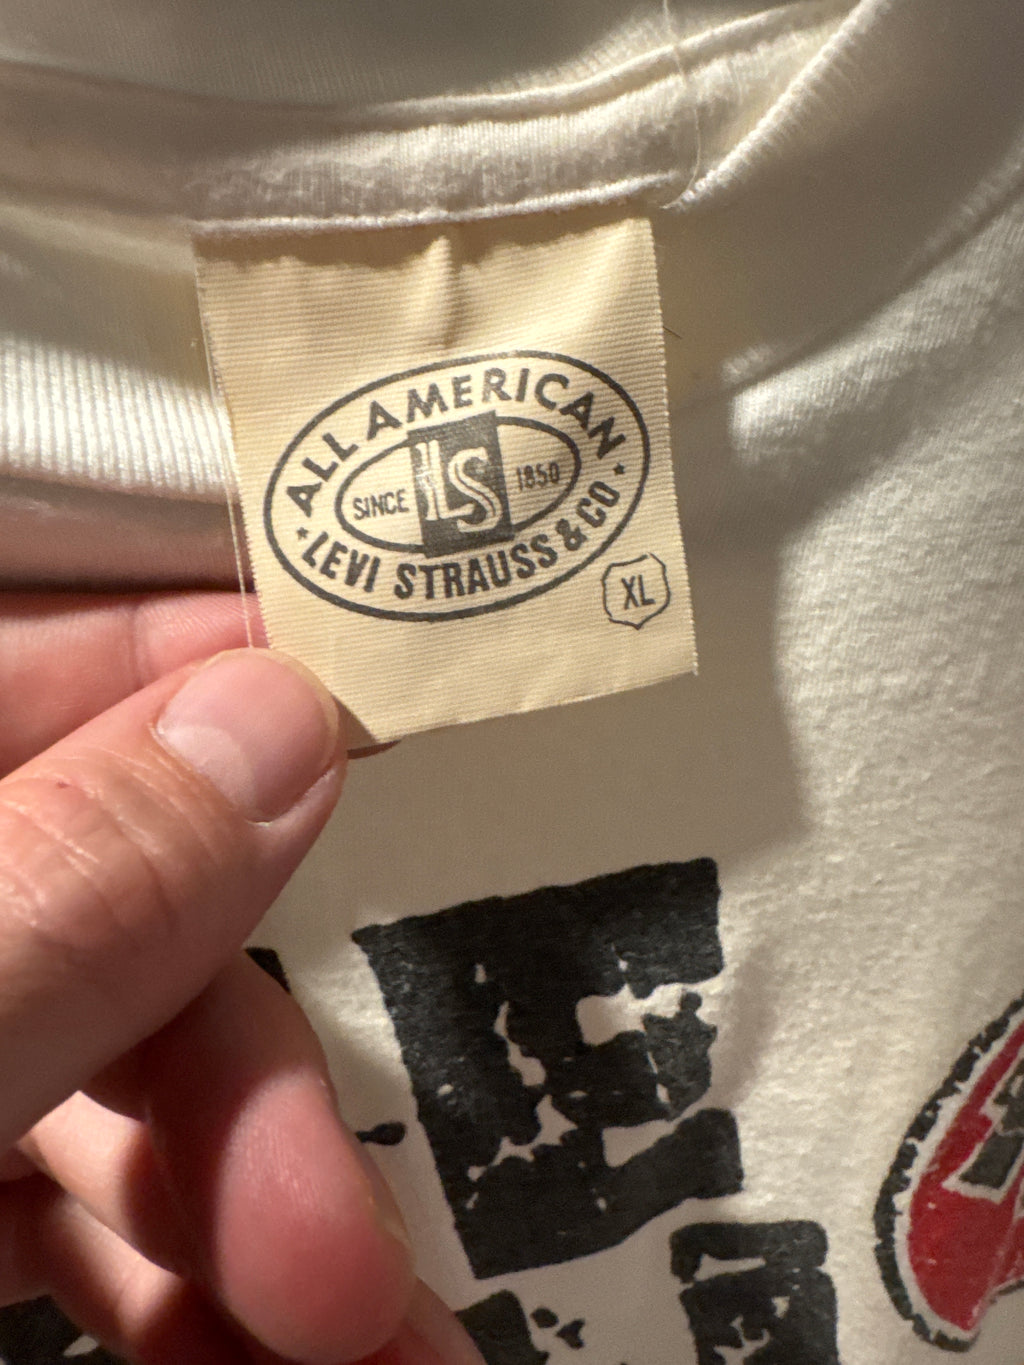 ALL AMERICAN
SINCE LS 1850
★ LEVI STRAUSS & CO ★
XL